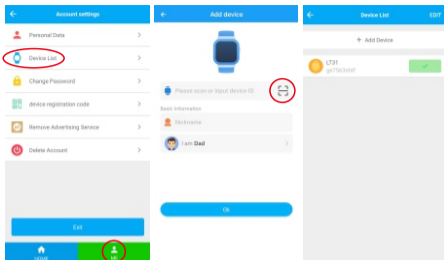 Account settings
Personal Data
Device List
Change Password
device registration code
Remove Advertising Service
Delete Account
Exit
HOME
ME
Add device
Please scan or input device ID
Basic Information
Nickname
I am Dad
Ok
Device List
EDIT
+ Add Device
LT31